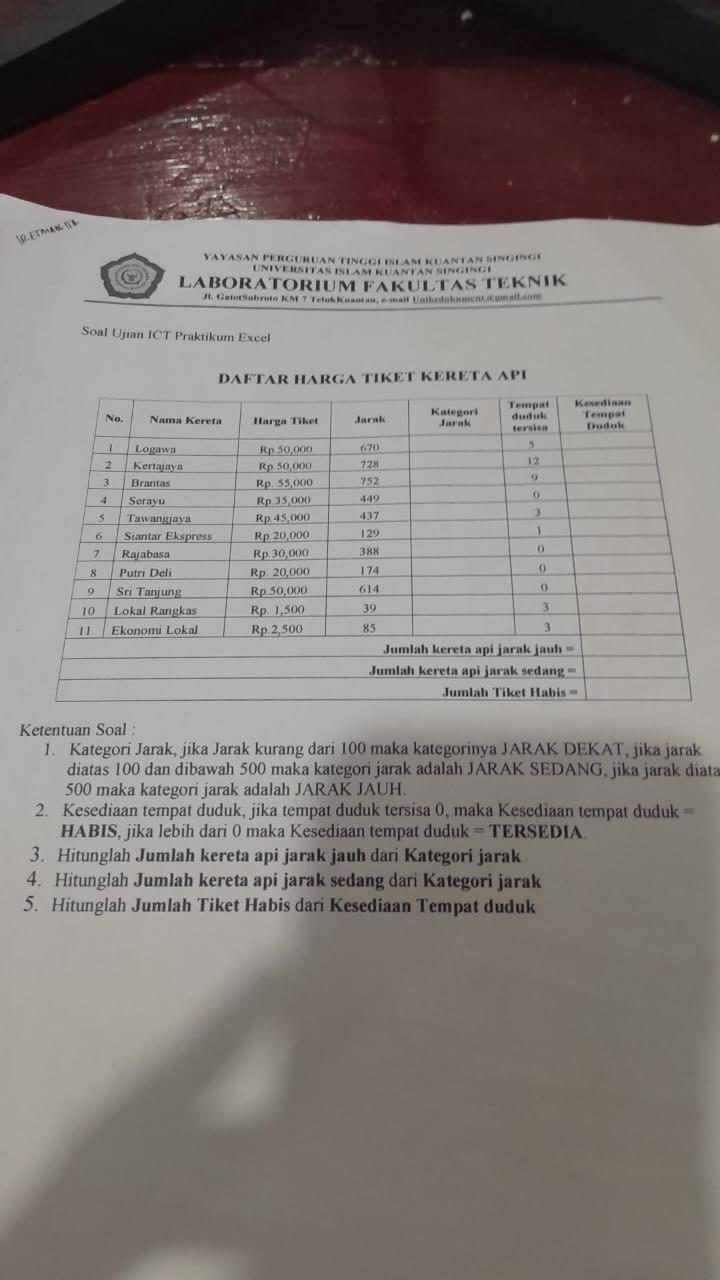 YAYASAN PERGURUAN TINGGI ISLAM KUANTAN SINGINGI
UNIVERSITAS ISLAM KUANTAN SINGINGI
LABORATORIUM FAKULTAS TEKNIK
Jl. GatotSubroto KM 7 TelukKuantan, e-mail Uniksdokument@gmail.com
Soal Ujian ICT Praktikum Excel
DAFTAR HARGA TIKET KERETA API
No. Nama Kereta Harga Tiket Jarak Kategori Jarak Tempat duduk tersisa Kesediaan Tempat Duduk
1 Logawa Rp.50,000 670 5
2 Kertajaya Rp.50,000 728 12
3 Brantas Rp. 55,000 752 9
4 Serayu Rp.35,000 449 0
5 Tawangjaya Rp.45,000 437 3
6 Siantar Ekspress Rp.20,000 129 1
7 Rajabasa Rp.30,000 388 0
8 Putri Deli Rp. 20,000 174 0
9 Sri Tanjung Rp.50,000 614 0
10 Lokal Rangkas Rp. 1,500 39 3
11 Ekonomi Lokal Rp.2,500 85 3
Jumlah kereta api jarak jauh =
Jumlah kereta api jarak sedang =
Jumlah Tiket Habis =
Ketentuan Soal :
1. Kategori Jarak, jika Jarak kurang dari 100 maka kategorinya JARAK DEKAT, jika jarak
diatas 100 dan dibawah 500 maka kategori jarak adalah JARAK SEDANG, jika jarak diata
500 maka kategori jarak adalah JARAK JAUH.
2. Kesediaan tempat duduk, jika tempat duduk tersisa 0, maka Kesediaan tempat duduk =
HABIS, jika lebih dari 0 maka Kesediaan tempat duduk = TERSEDIA.
3. Hitunglah Jumlah kereta api jarak jauh dari Kategori jarak
4. Hitunglah Jumlah kereta api jarak sedang dari Kategori jarak
5. Hitunglah Jumlah Tiket Habis dari Kesediaan Tempat duduk